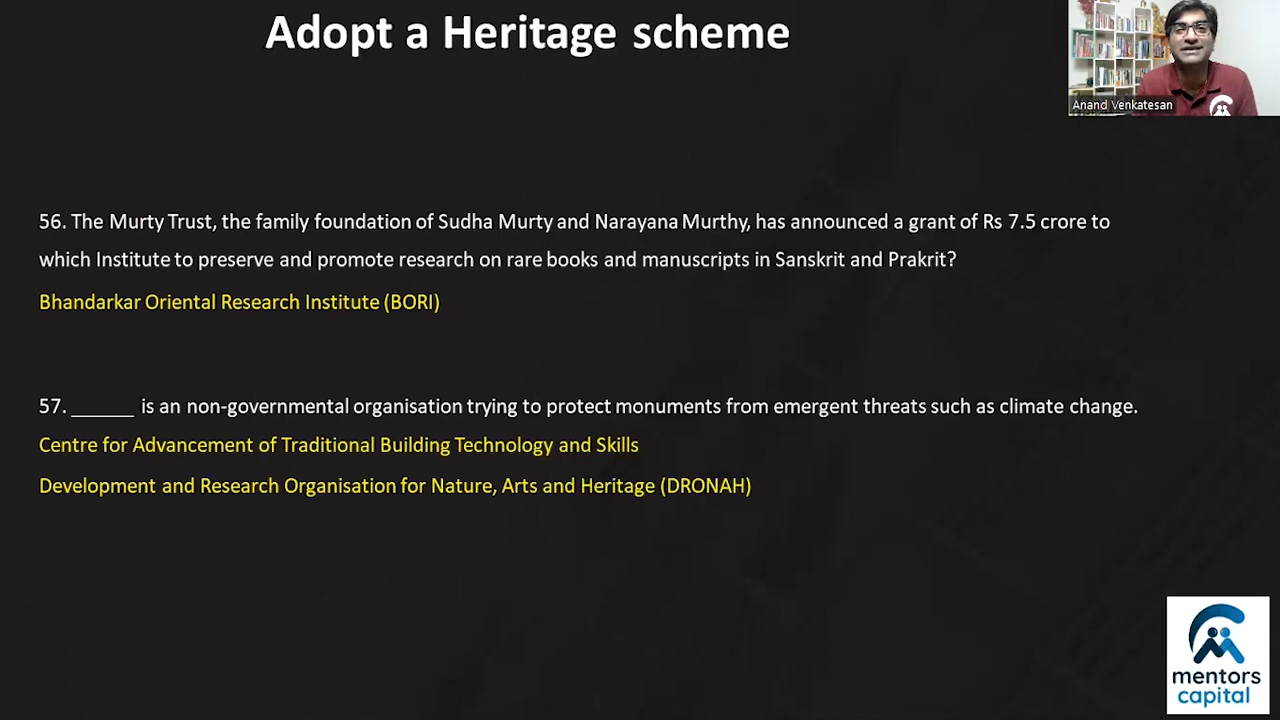 Adopt a Heritage scheme
Anand Venkatesan
56. The Murty Trust, the family foundation of Sudha Murty and Narayana Murthy, has announced a grant of Rs 7.5 crore to
which Institute to preserve and promote research on rare books and manuscripts in Sanskrit and Prakrit?
Bhandarkar Oriental Research Institute (BORI)
57. ______ is an non-governmental organisation trying to protect monuments from emergent threats such as climate change.
Centre for Advancement of Traditional Building Technology and Skills
Development and Research Organisation for Nature, Arts and Heritage (DRONAH)
mentors
capital